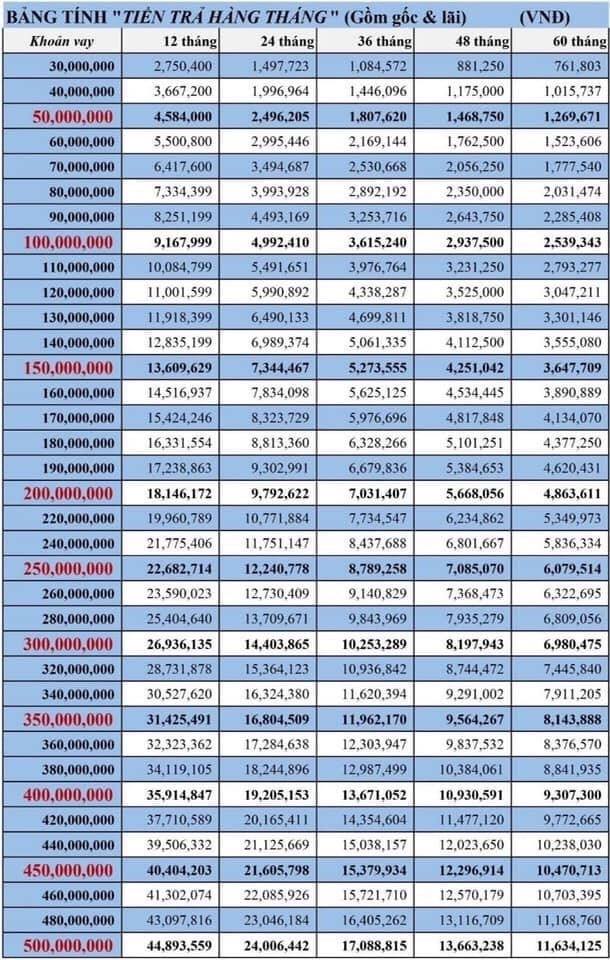 BẢNG TÍNH "TIỀN TRẢ HÀNG THÁNG" (Gồm gốc & lãi) (VNĐ)
Khoản vay 12 tháng 24 tháng 36 tháng 48 tháng 60 tháng
30,000,000 2,750,400 1,497,723 1,084,572 881,250 761,803
40,000,000 3,667,200 1,996,964 1,446,096 1,175,000 1,015,737
50,000,000 4,584,000 2,496,205 1,807,620 1,468,750 1,269,671
60,000,000 5,500,800 2,995,446 2,169,144 1,762,500 1,523,606
70,000,000 6,417,600 3,494,687 2,530,668 2,056,250 1,777,540
80,000,000 7,334,399 3,993,928 2,892,192 2,350,000 2,031,474
90,000,000 8,251,199 4,493,169 3,253,716 2,643,750 2,285,408
100,000,000 9,167,999 4,992,410 3,615,240 2,937,500 2,539,343
110,000,000 10,084,799 5,491,651 3,976,764 3,231,250 2,793,277
120,000,000 11,001,599 5,990,892 4,338,287 3,525,000 3,047,211
130,000,000 11,918,399 6,490,133 4,699,811 3,818,750 3,301,146
140,000,000 12,835,199 6,989,374 5,061,335 4,112,500 3,555,080
150,000,000 13,609,629 7,344,467 5,273,555 4,251,042 3,647,709
160,000,000 14,516,937 7,834,098 5,625,125 4,534,445 3,890,889
170,000,000 15,424,246 8,323,729 5,976,696 4,817,848 4,134,070
180,000,000 16,331,554 8,813,360 6,328,266 5,101,251 4,377,250
190,000,000 17,238,863 9,302,991 6,679,836 5,384,653 4,620,431
200,000,000 18,146,172 9,792,622 7,031,407 5,668,056 4,863,611
220,000,000 19,960,789 10,771,884 7,734,547 6,234,862 5,349,973
240,000,000 21,775,406 11,751,147 8,437,688 6,801,667 5,836,334
250,000,000 22,682,714 12,240,778 8,789,258 7,085,070 6,079,514
260,000,000 23,590,023 12,730,409 9,140,829 7,368,473 6,322,695
280,000,000 25,404,640 13,709,671 9,843,969 7,935,279 6,809,056
300,000,000 26,936,135 14,403,865 10,253,289 8,197,943 6,980,475
320,000,000 28,731,878 15,364,123 10,936,842 8,744,472 7,445,840
340,000,000 30,527,620 16,324,380 11,620,394 9,291,002 7,911,205
350,000,000 31,425,491 16,804,509 11,962,170 9,564,267 8,143,888
360,000,000 32,323,362 17,284,638 12,303,947 9,837,532 8,376,570
380,000,000 34,119,105 18,244,896 12,987,499 10,384,061 8,841,935
400,000,000 35,914,847 19,205,153 13,671,052 10,930,591 9,307,300
420,000,000 37,710,589 20,165,411 14,354,604 11,477,120 9,772,665
440,000,000 39,506,332 21,125,669 15,038,157 12,023,650 10,238,030
450,000,000 40,404,203 21,605,798 15,379,934 12,296,914 10,470,713
460,000,000 41,302,074 22,085,926 15,721,710 12,570,179 10,703,395
480,000,000 43,097,816 23,046,184 16,405,262 13,116,709 11,168,760
500,000,000 44,893,559 24,006,442 17,088,815 13,663,238 11,634,125